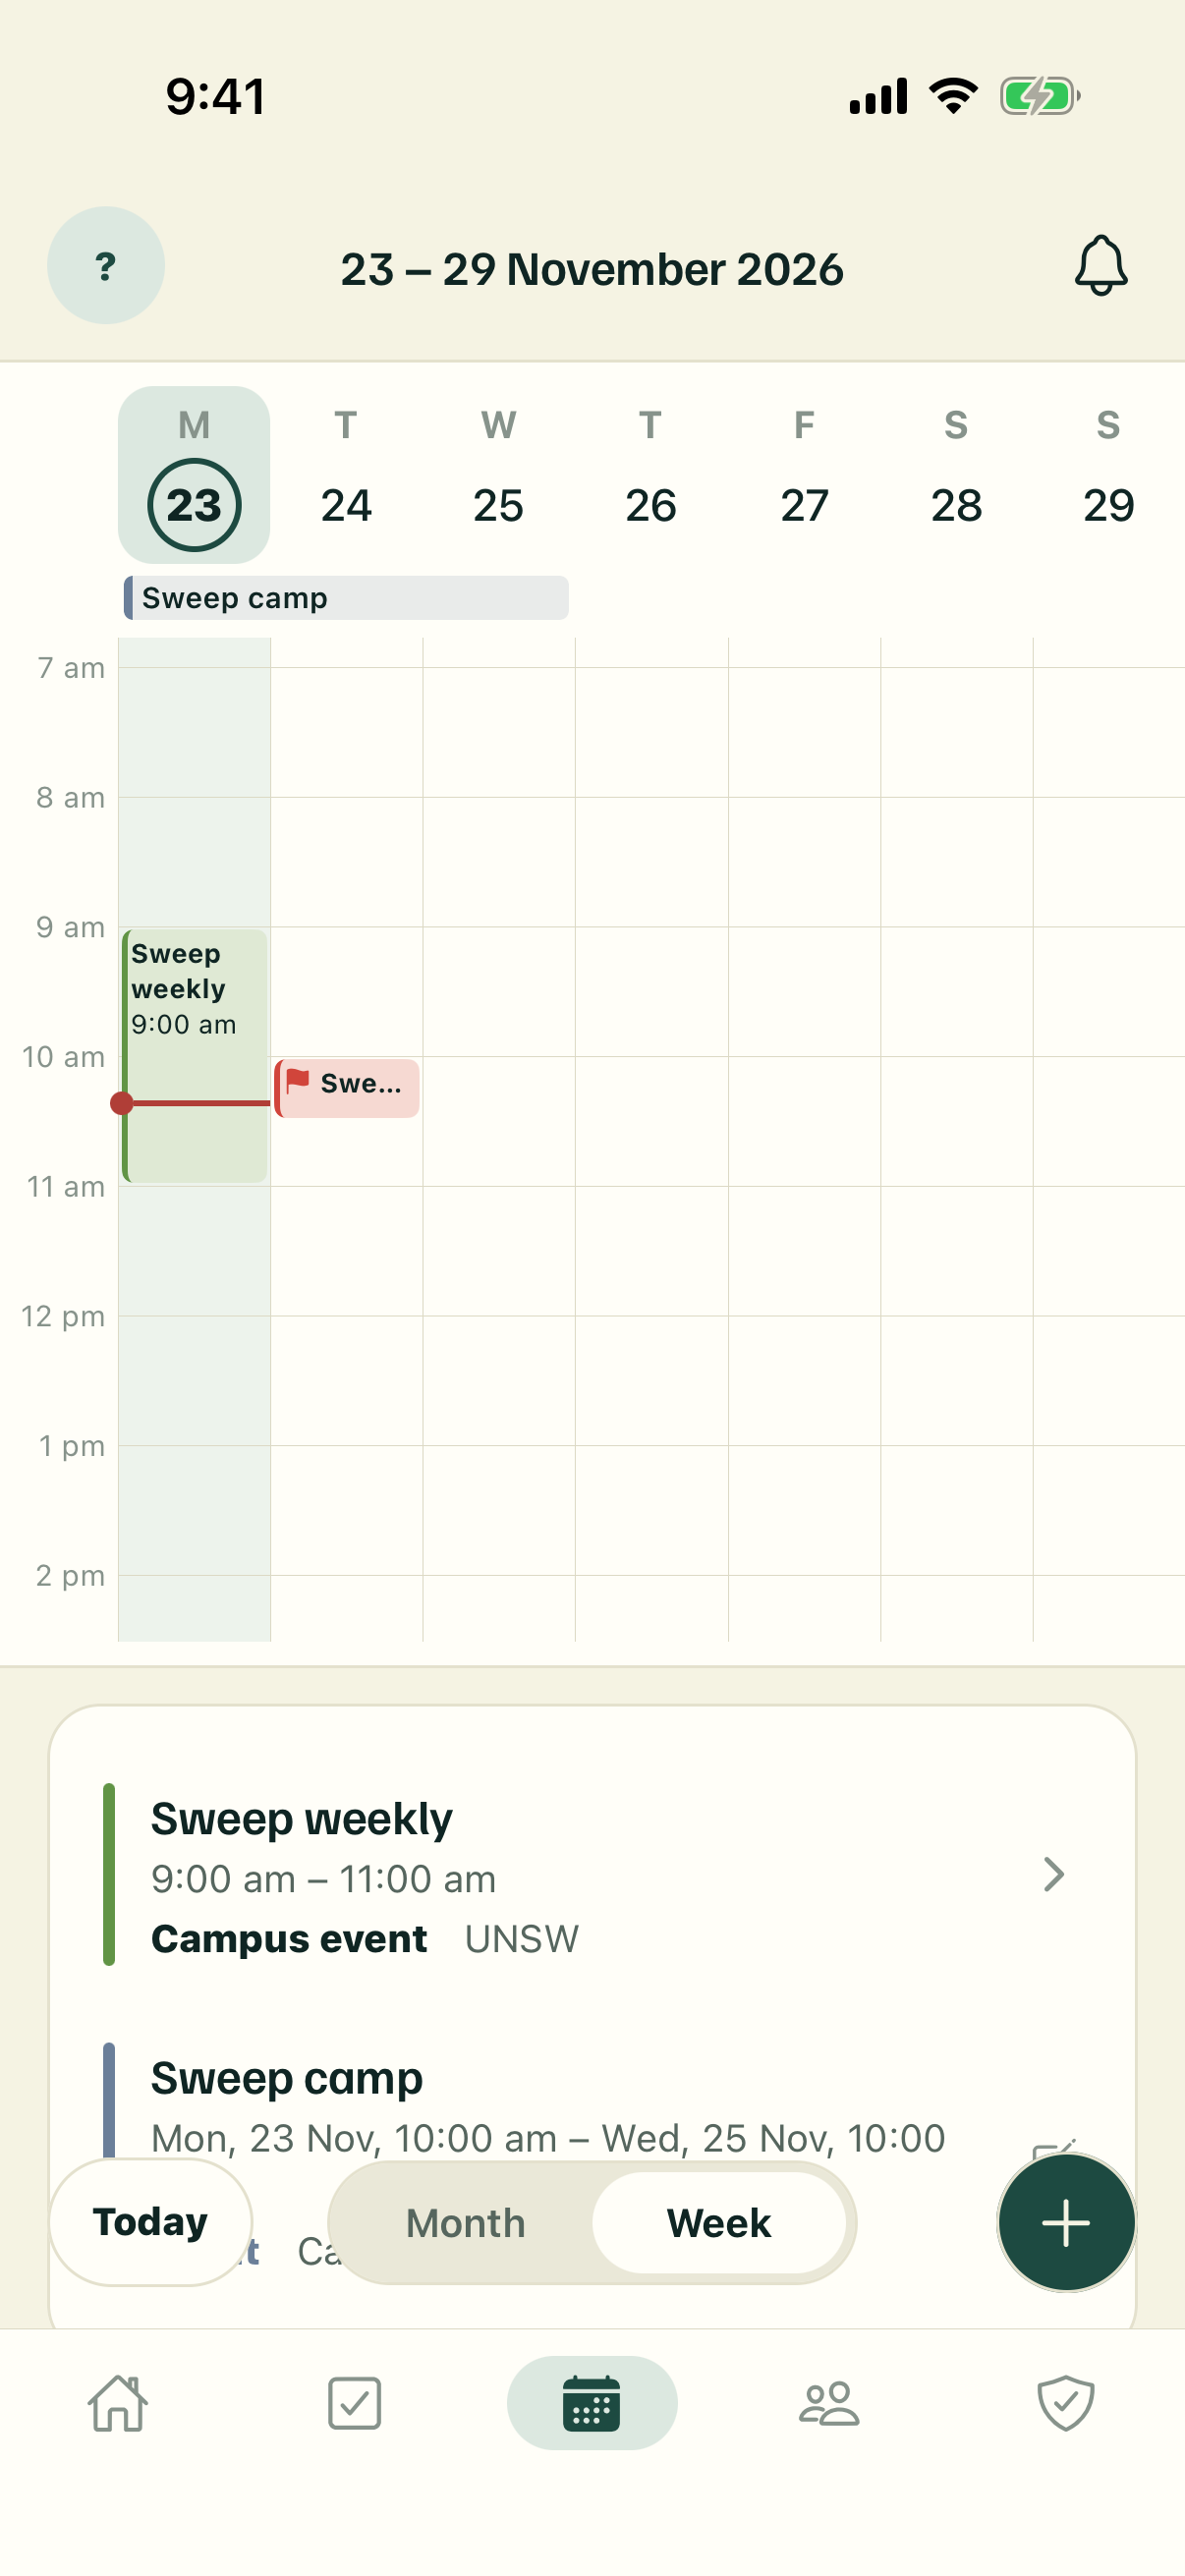 9:41
?
23 – 29 November 2026
M T W T F S S
23 24 25 26 27 28 29
Sweep camp
7 am
8 am
9 am
Sweep
weekly
9:00 am
10 am
Swe...
11 am
12 pm
1 pm
2 pm
Sweep weekly
9:00 am – 11:00 am
Campus event UNSW
Sweep camp
Mon, 23 Nov, 10:00 am – Wed, 25 Nov, 10:00
Today Month Week